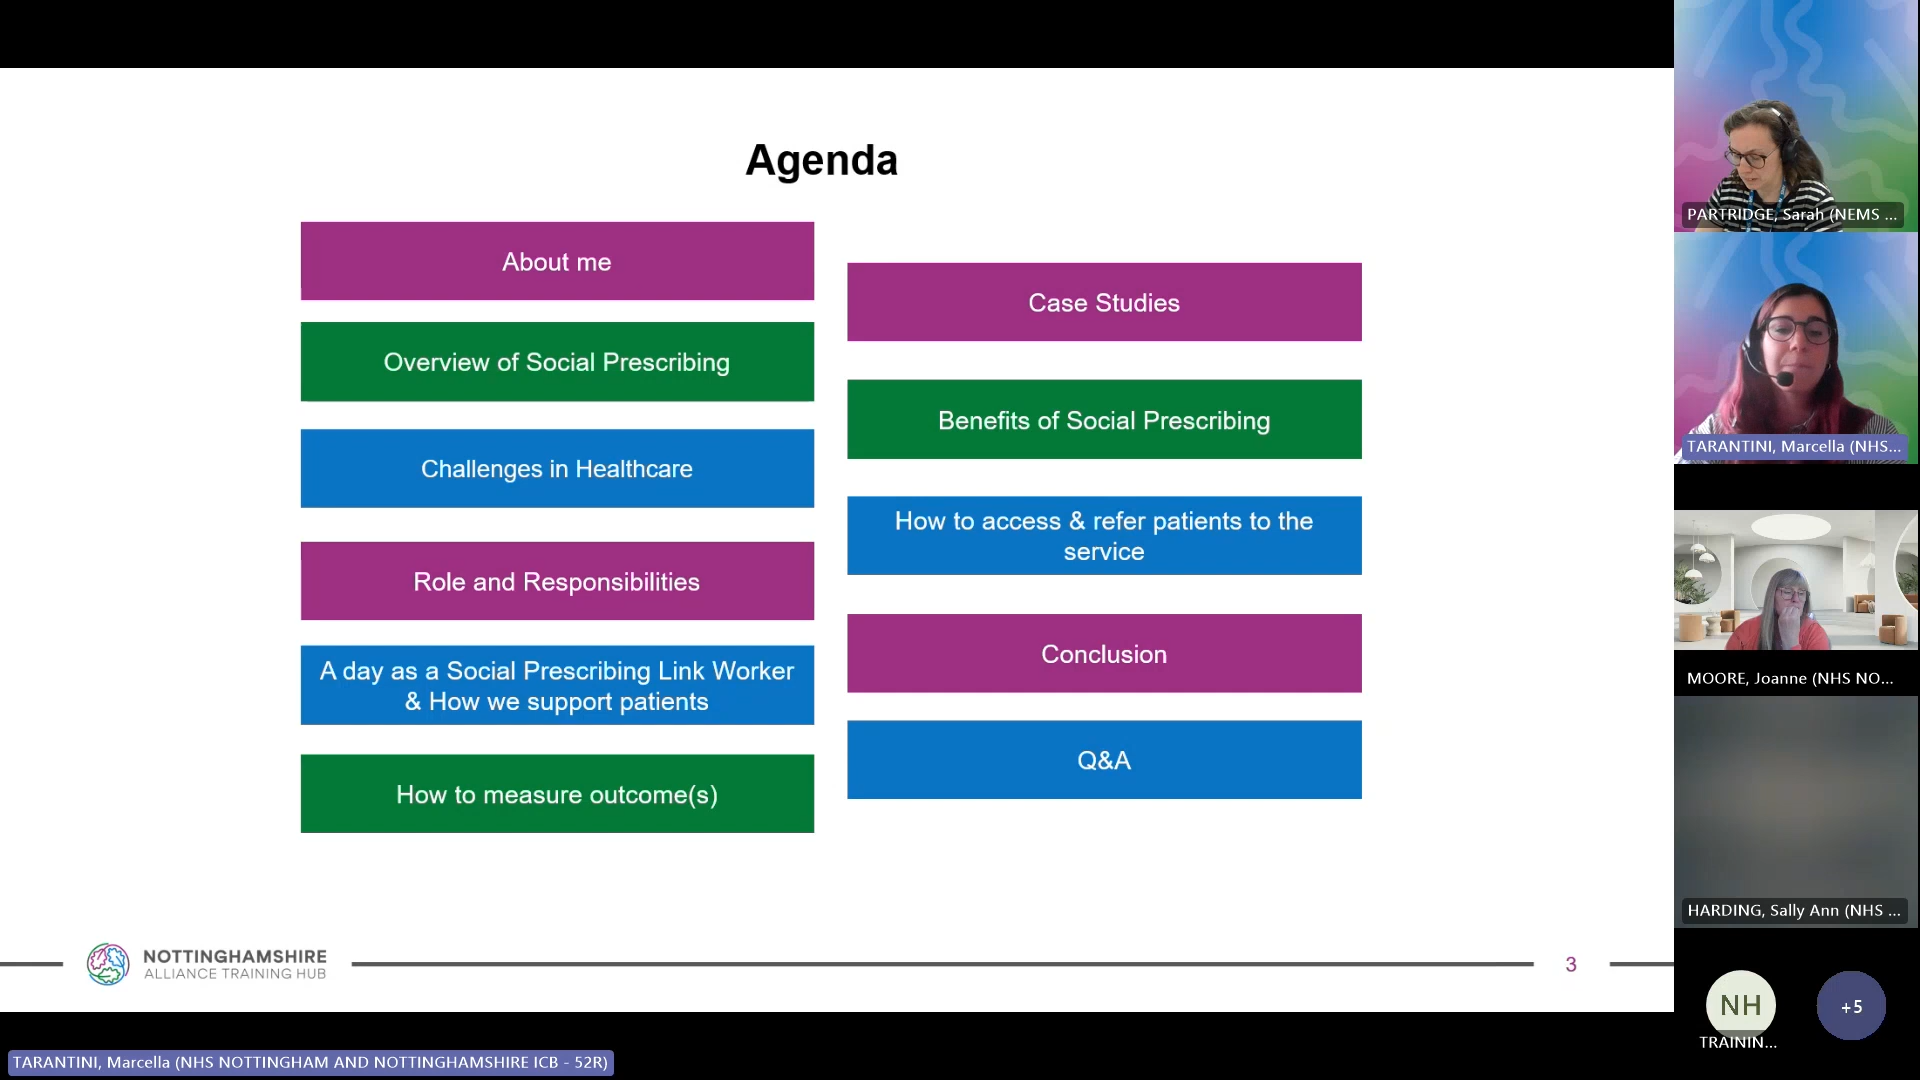 Agenda
About me
Overview of Social Prescribing
Challenges in Healthcare
Role and Responsibilities
A day as a Social Prescribing Link Worker
& How we support patients
How to measure outcome(s)
Case Studies
Benefits of Social Prescribing
How to access & refer patients to the
service
Conclusion
Q&A
NOTTINGHAMSHIRE
ALLIANCE TRAINING HUB
3
PARTRIDGE, Sarah (NEMS ...
TARANTINI, Marcella (NHS...
MOORE, Joanne (NHS NO...
HARDING, Sally Ann (NHS ...
NH
TRAININ...
+5
TARANTINI, Marcella (NHS NOTTINGHAM AND NOTTINGHAMSHIRE ICB - 52R)